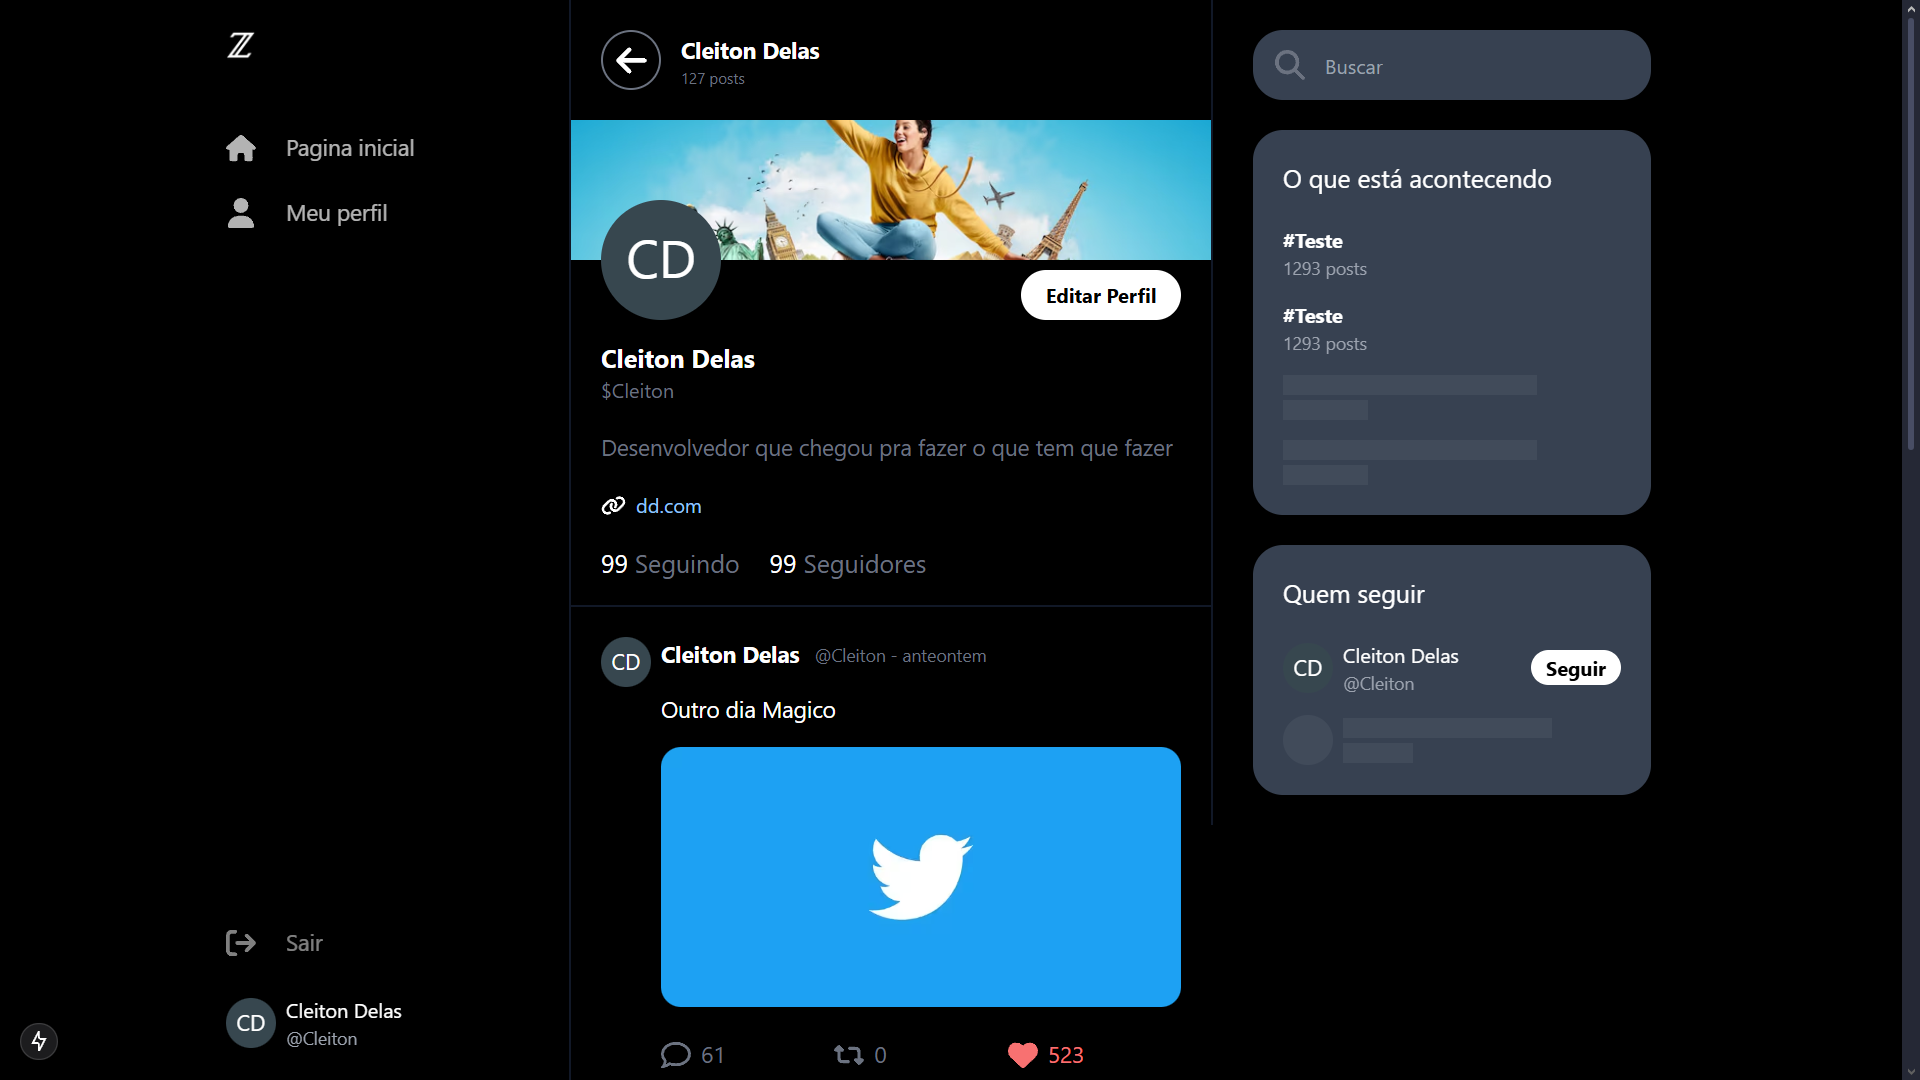 Pagina inicial
Meu perfil
Sair
CD
Cleiton Delas
@Cleiton
Cleiton Delas
127 posts
CD
Editar Perfil
Cleiton Delas
$Cleiton
Desenvolvedor que chegou pra fazer o que tem que fazer
dd.com
99 Seguindo 99 Seguidores
CD
Cleiton Delas @Cleiton - anteontem
Outro dia Magico
61 0 523
Buscar
O que está acontecendo
#Teste
1293 posts
#Teste
1293 posts
Quem seguir
CD
Cleiton Delas
@Cleiton
Seguir